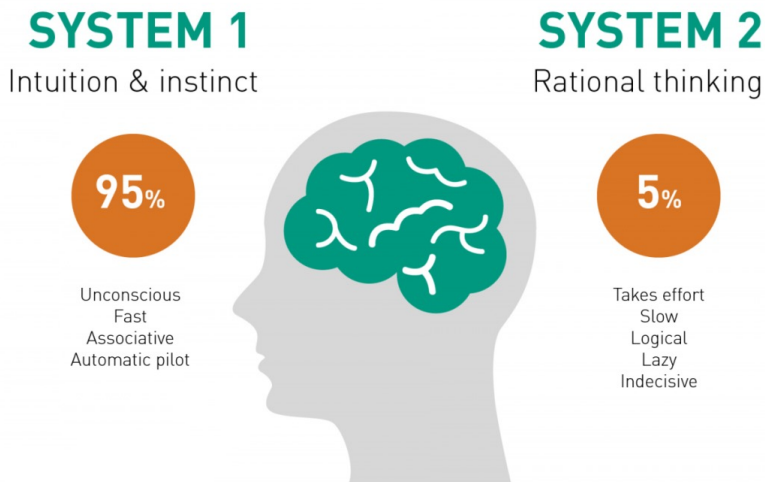 SYSTEM 1
Intuition & instinct
95%
Unconscious
Fast
Associative
Automatic pilot
SYSTEM 2
Rational thinking
5%
Takes effort
Slow
Logical
Lazy
Indecisive